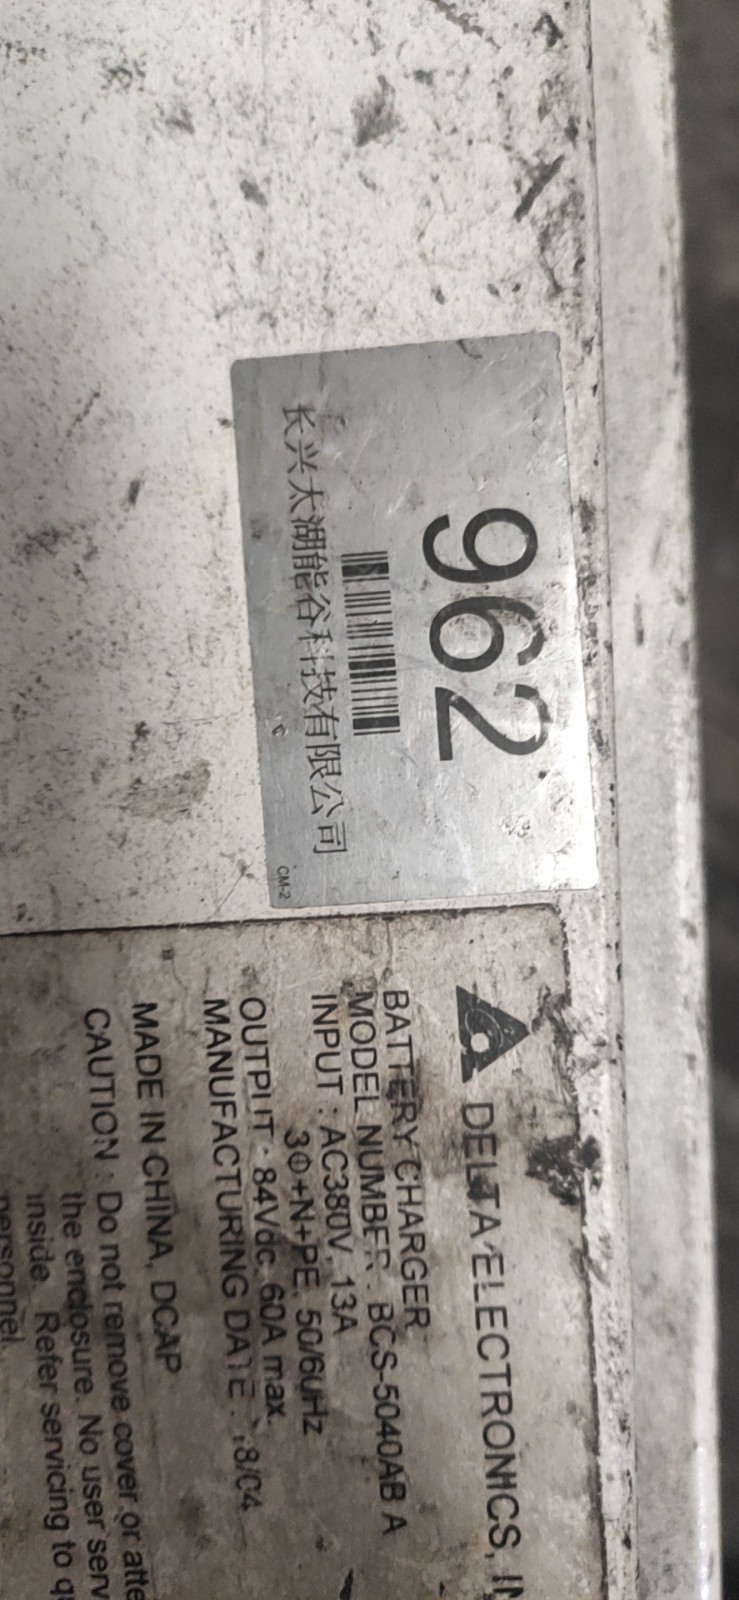 962
长兴太湖能谷科技有限公司
CM-2
DELTA ELECTRONICS,
BATTERY CHARGER
MODEL NUMBER : BCS-5040AB A
INPUT : AC380V, 13A
3Φ+N+PE, 50/60Hz
OUTPUT : 84Vdc, 60A max.
MANUFACTURING DATE : 8/04
MADE IN CHINA, DCAP
CAUTION : Do not remove cover or
the enclosure. No user
inside. Refer servicing to
personnel.